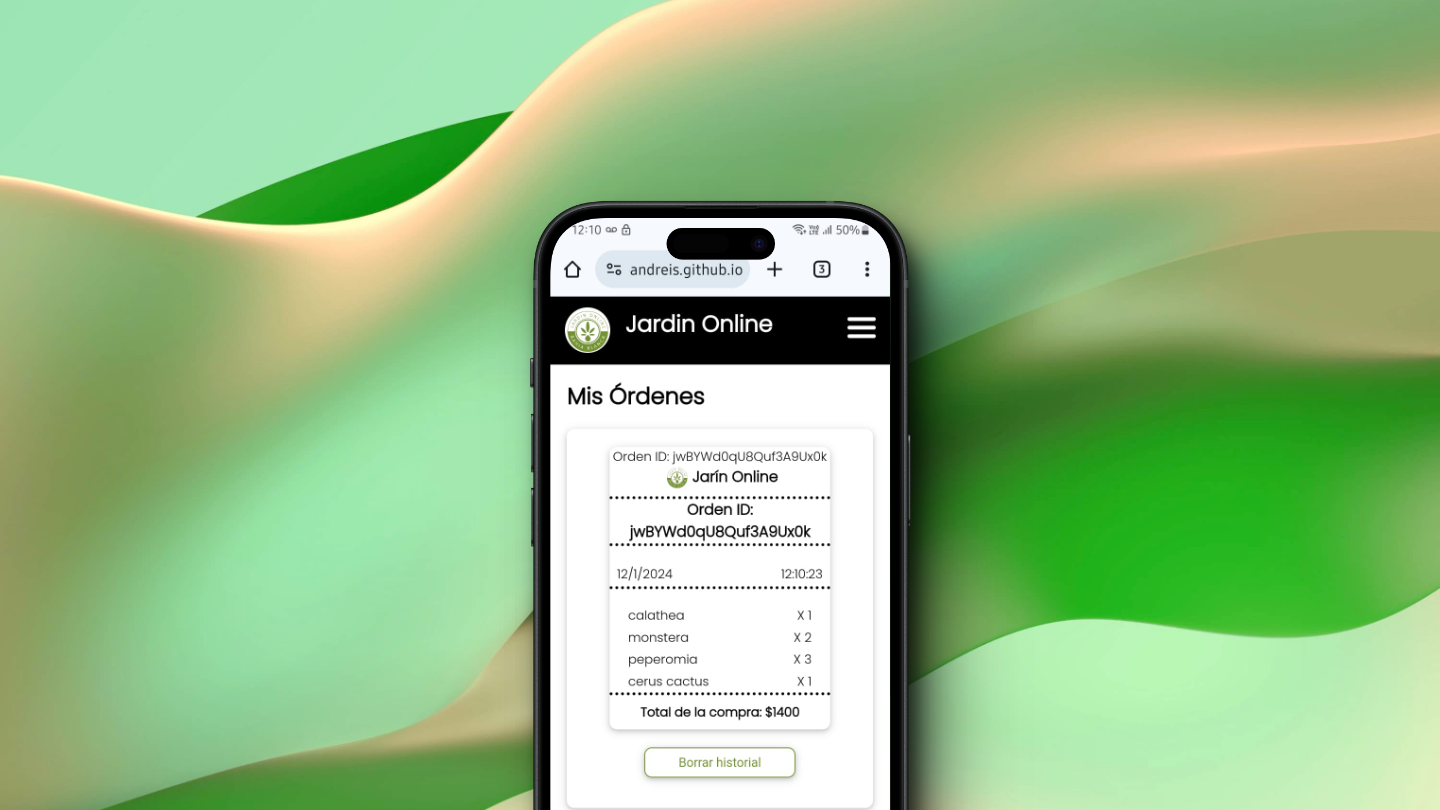 12:10 50%
andreis.github.io 3
Jardin Online
Mis Órdenes
Orden ID: jwBYWd0qU8Quf3A9Ux0k
Jarín Online
Orden ID:
jwBYWd0qU8Quf3A9Ux0k
12/1/2024 12:10:23
calathea X 1
monstera X 2
peperomia X 3
cerus cactus X 1
Total de la compra: $1400
Borrar historial